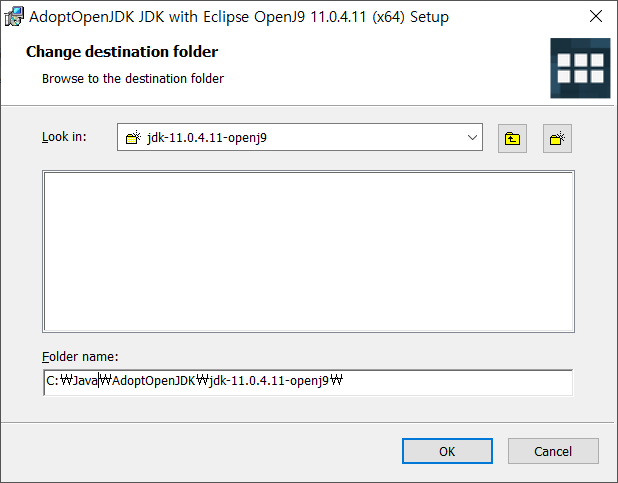 AdoptOpenJDK JDK with Eclipse OpenJ9 11.0.4.11 (x64) Setup
Change destination folder
Browse to the destination folder
Look in:
jdk-11.0.4.11-openj9
Folder name:
C:₩Java₩AdoptOpenJDK₩jdk-11.0.4.11-openj9₩
OK
Cancel